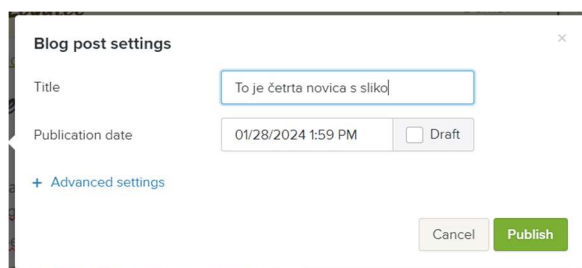 Blog post settings
×
Title
To je četrta novica s sliko
Publication date
01/28/2024 1:59 PM
Draft
+ Advanced settings
Cancel
Publish